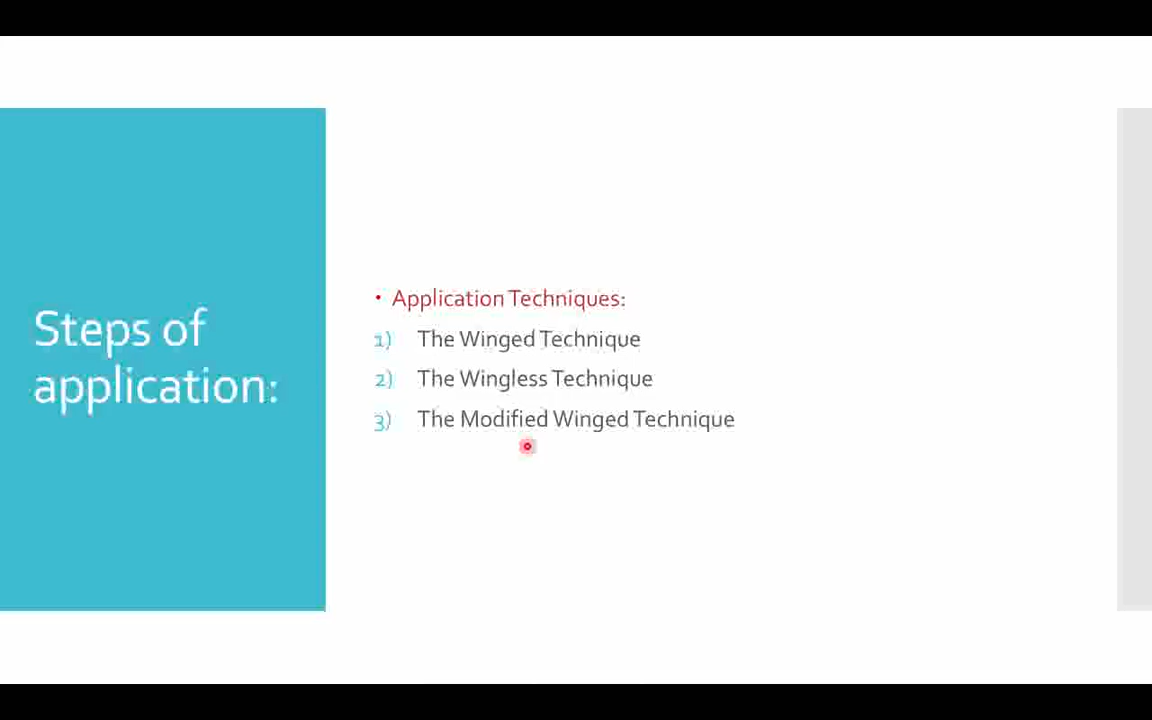 Steps of
application:
• Application Techniques:
1) The Winged Technique
2) The Wingless Technique
3) The Modified Winged Technique